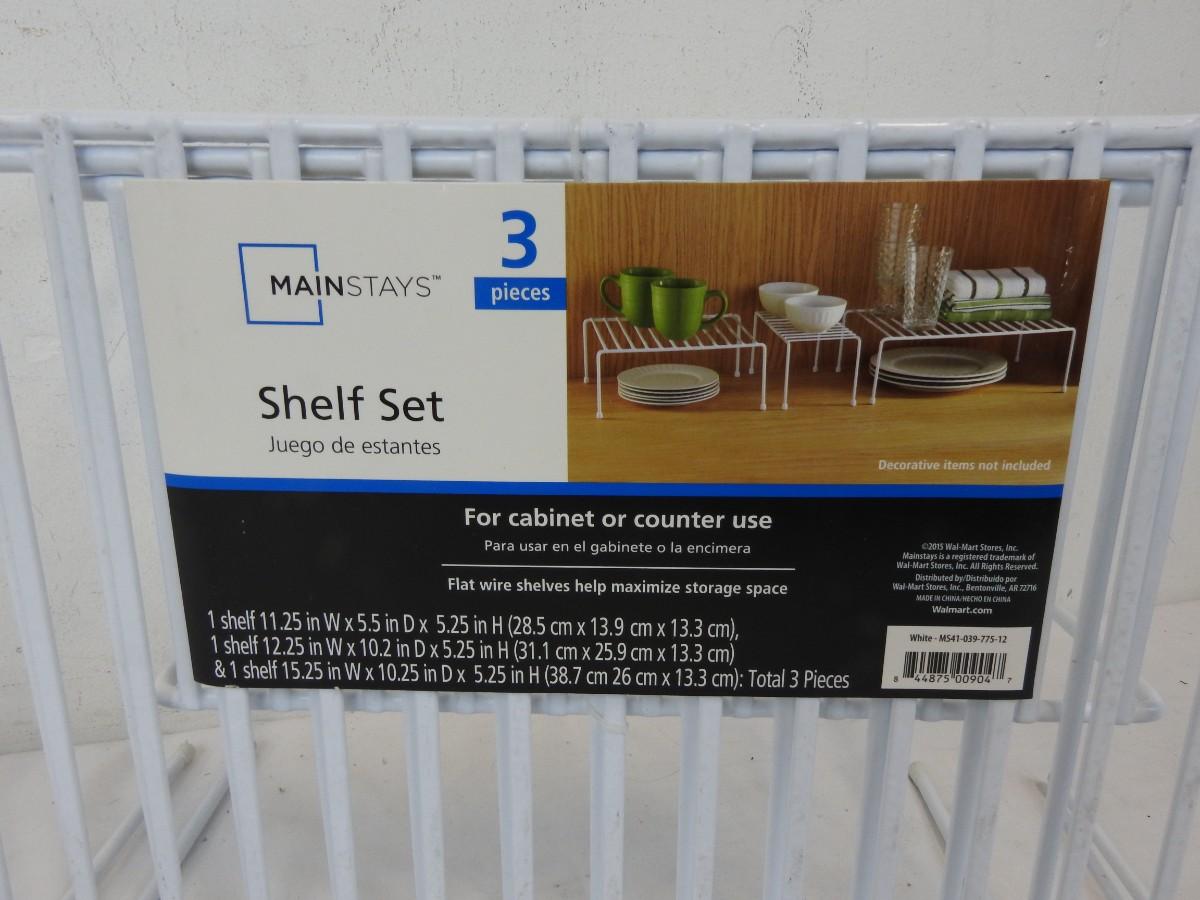 MAINSTAYS™
3
pieces
Shelf Set
Juego de estantes
Decorative items not included
For cabinet or counter use
Para usar en el gabinete o la encimera
Flat wire shelves help maximize storage space
1 shelf 11.25 in W x 5.5 in D x 5.25 in H (28.5 cm x 13.9 cm x 13.3 cm),
1 shelf 12.25 in W x 10.2 in D x 5.25 in H (31.1 cm x 25.9 cm x 13.3 cm)
& 1 shelf 15.25 in W x 10.25 in D x 5.25 in H (38.7 cm 26 cm x 13.3 cm): Total 3 Pieces
©2015 Wal-Mart Stores, Inc.
Mainstays is a registered trademark of
Wal-Mart Stores, Inc. All Rights Reserved.
Distributed by/Distribuido por
Wal-Mart Stores, Inc., Bentonville, AR 72716
MADE IN CHINA/HECHO EN CHINA
Walmart.com
White - MS41-039-775-12
8 44875 00904 7